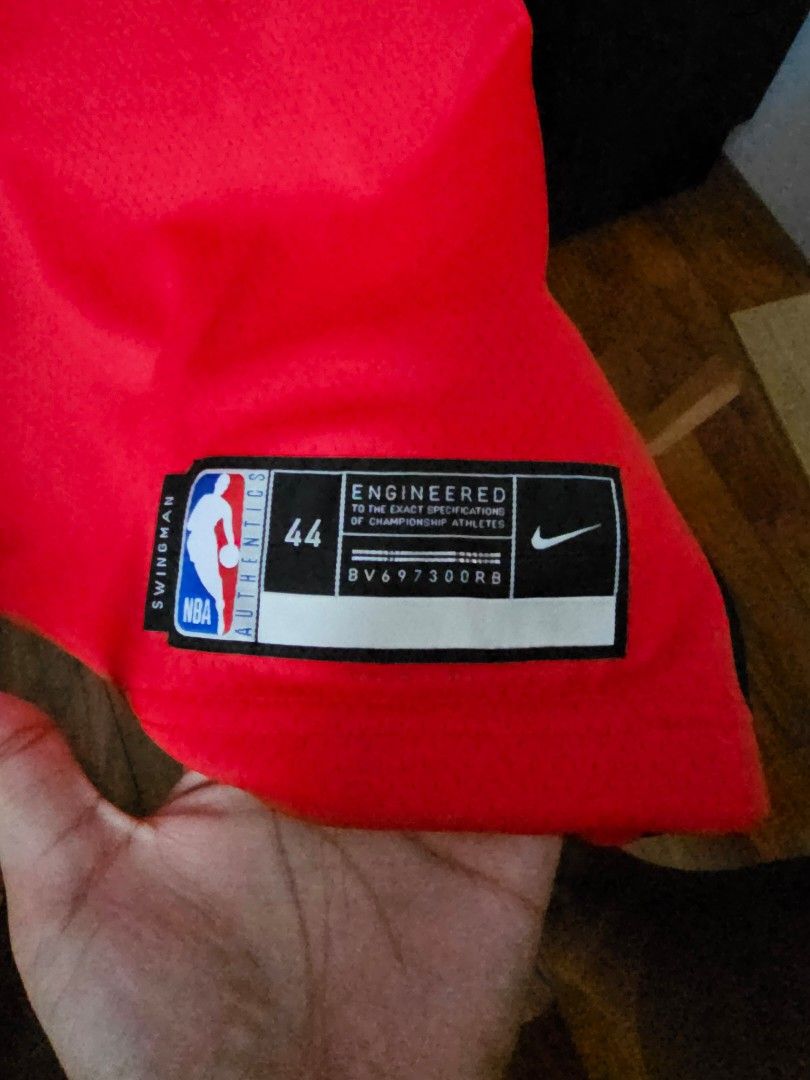 SWINGMAN
NBA
AUTHENTICS
44
ENGINEERED
TO THE EXACT SPECIFICATIONS
OF CHAMPIONSHIP ATHLETES
BV697300RB